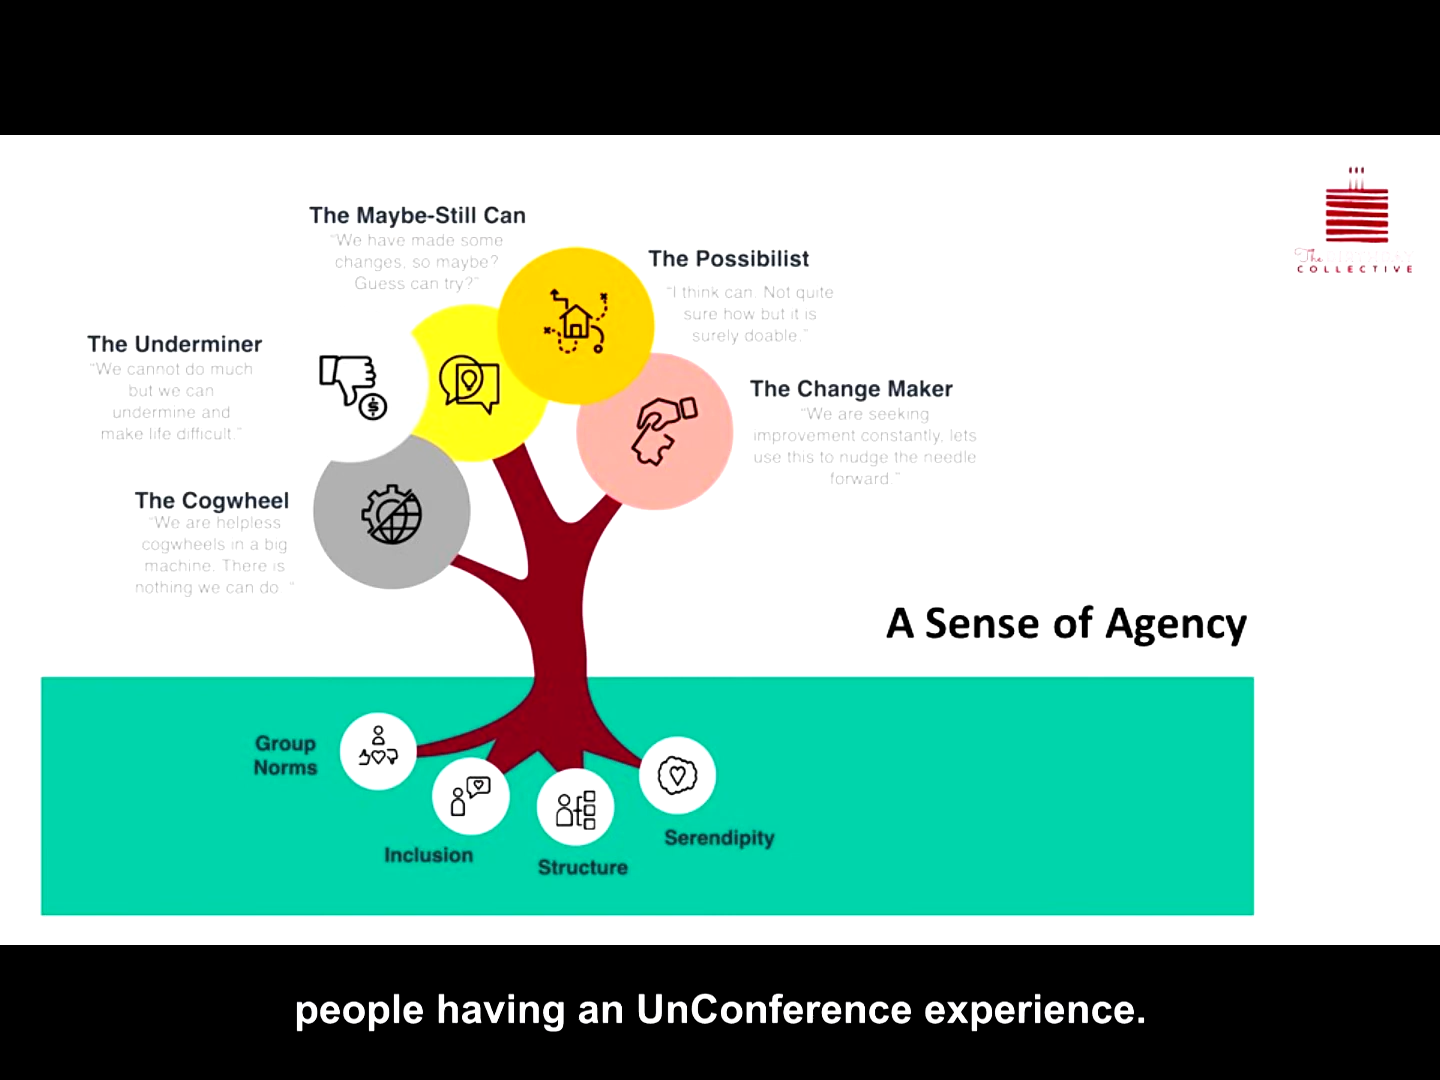 The Maybe-Still Can
"We have made some
changes, so maybe?
Guess can try?"
The Possibilist
"I think can. Not quite
sure how but it is
surely doable."
The Underminer
"We cannot do much
but we can
undermine and
make life difficult."
The Change Maker
"We are seeking
improvement constantly, lets
use this to nudge the needle
forward."
The Cogwheel
"We are helpless
cogwheels in a big
machine. There is
nothing we can do "
A Sense of Agency
Group
Norms
Inclusion
Structure
Serendipity
The
COLLECTIVE
people having an UnConference experience.